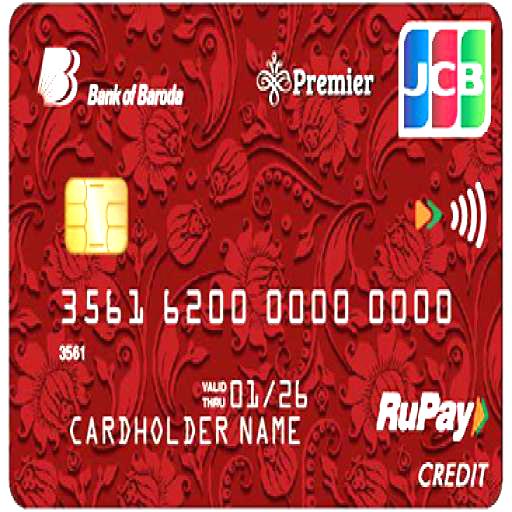 Bank of Baroda
Premier
JCB
3561 6200 0000 0000
3561
VALID THRU 01/26
CARDHOLDER NAME
RuPay
CREDIT